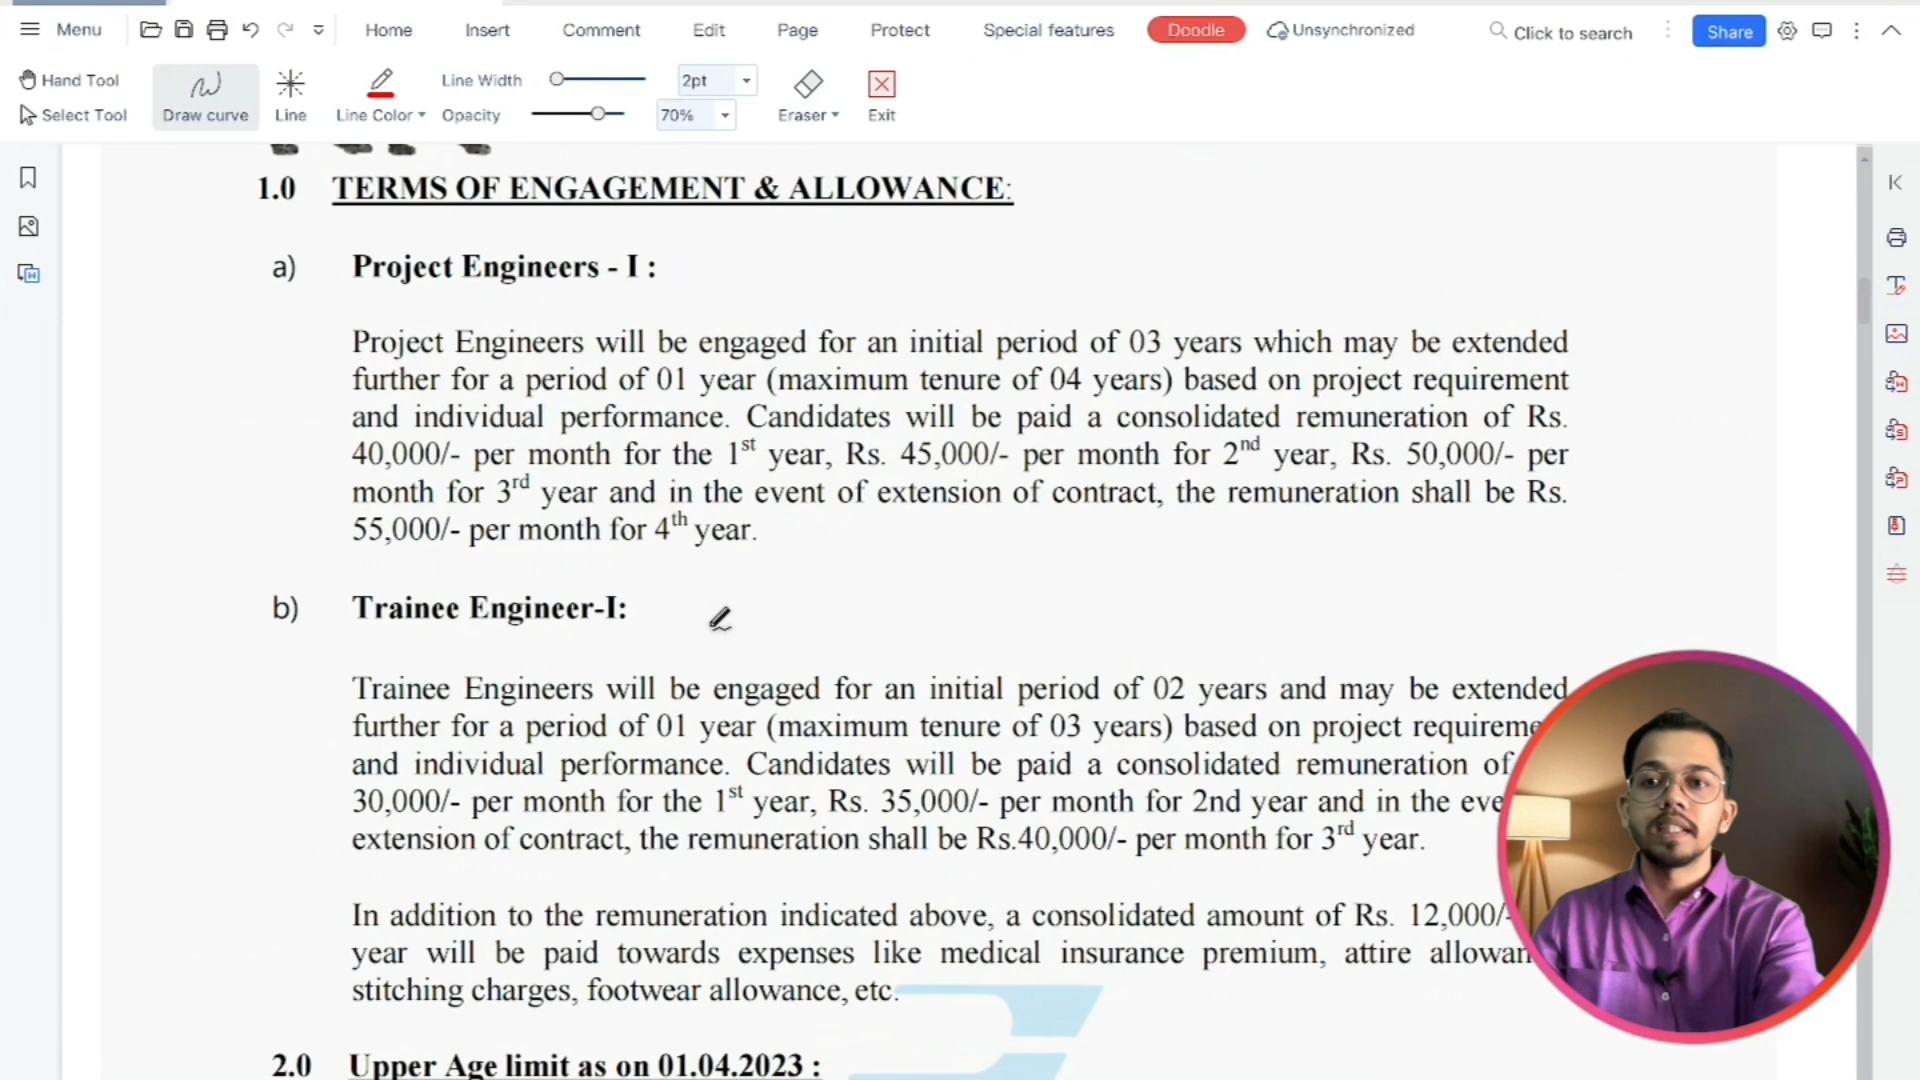 Menu
Home
Insert
Comment
Edit
Page
Protect
Special features
Doodle
Unsynchronized
Click to search
Share
Hand Tool
Select Tool
Draw curve
Line
Line Color
Line Width
2pt
Opacity
70%
Eraser
Exit
1.0 TERMS OF ENGAGEMENT & ALLOWANCE:
a) Project Engineers - I :
Project Engineers will be engaged for an initial period of 03 years which may be extended
further for a period of 01 year (maximum tenure of 04 years) based on project requirement
and individual performance. Candidates will be paid a consolidated remuneration of Rs.
40,000/- per month for the 1st year, Rs. 45,000/- per month for 2nd year, Rs. 50,000/- per
month for 3rd year and in the event of extension of contract, the remuneration shall be Rs.
55,000/- per month for 4th year.
b) Trainee Engineer-I:
Trainee Engineers will be engaged for an initial period of 02 years and may be extended
further for a period of 01 year (maximum tenure of 03 years) based on project
and individual performance. Candidates will be paid a consolidated remuneration of
30,000/- per month for the 1st year, Rs. 35,000/- per month for 2nd year and in the
extension of contract, the remuneration shall be Rs.40,000/- per month for 3rd year.
In addition to the remuneration indicated above, a consolidated amount of Rs. 12,000/-
year will be paid towards expenses like medical insurance premium, attire
stitching charges, footwear allowance, etc.
2.0 Upper Age limit as on 01.04.2023 :